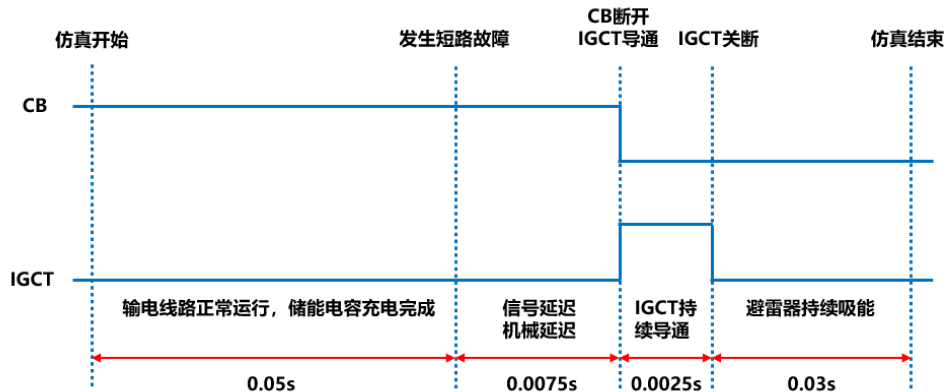 仿真开始
发生短路故障
CB断开
IGCT导通
IGCT关断
仿真结束
CB
IGCT
输电线路正常运行，储能电容充电完成
信号延迟
机械延迟
IGCT持
续导通
避雷器持续吸能
0.05s
0.0075s
0.0025s
0.03s